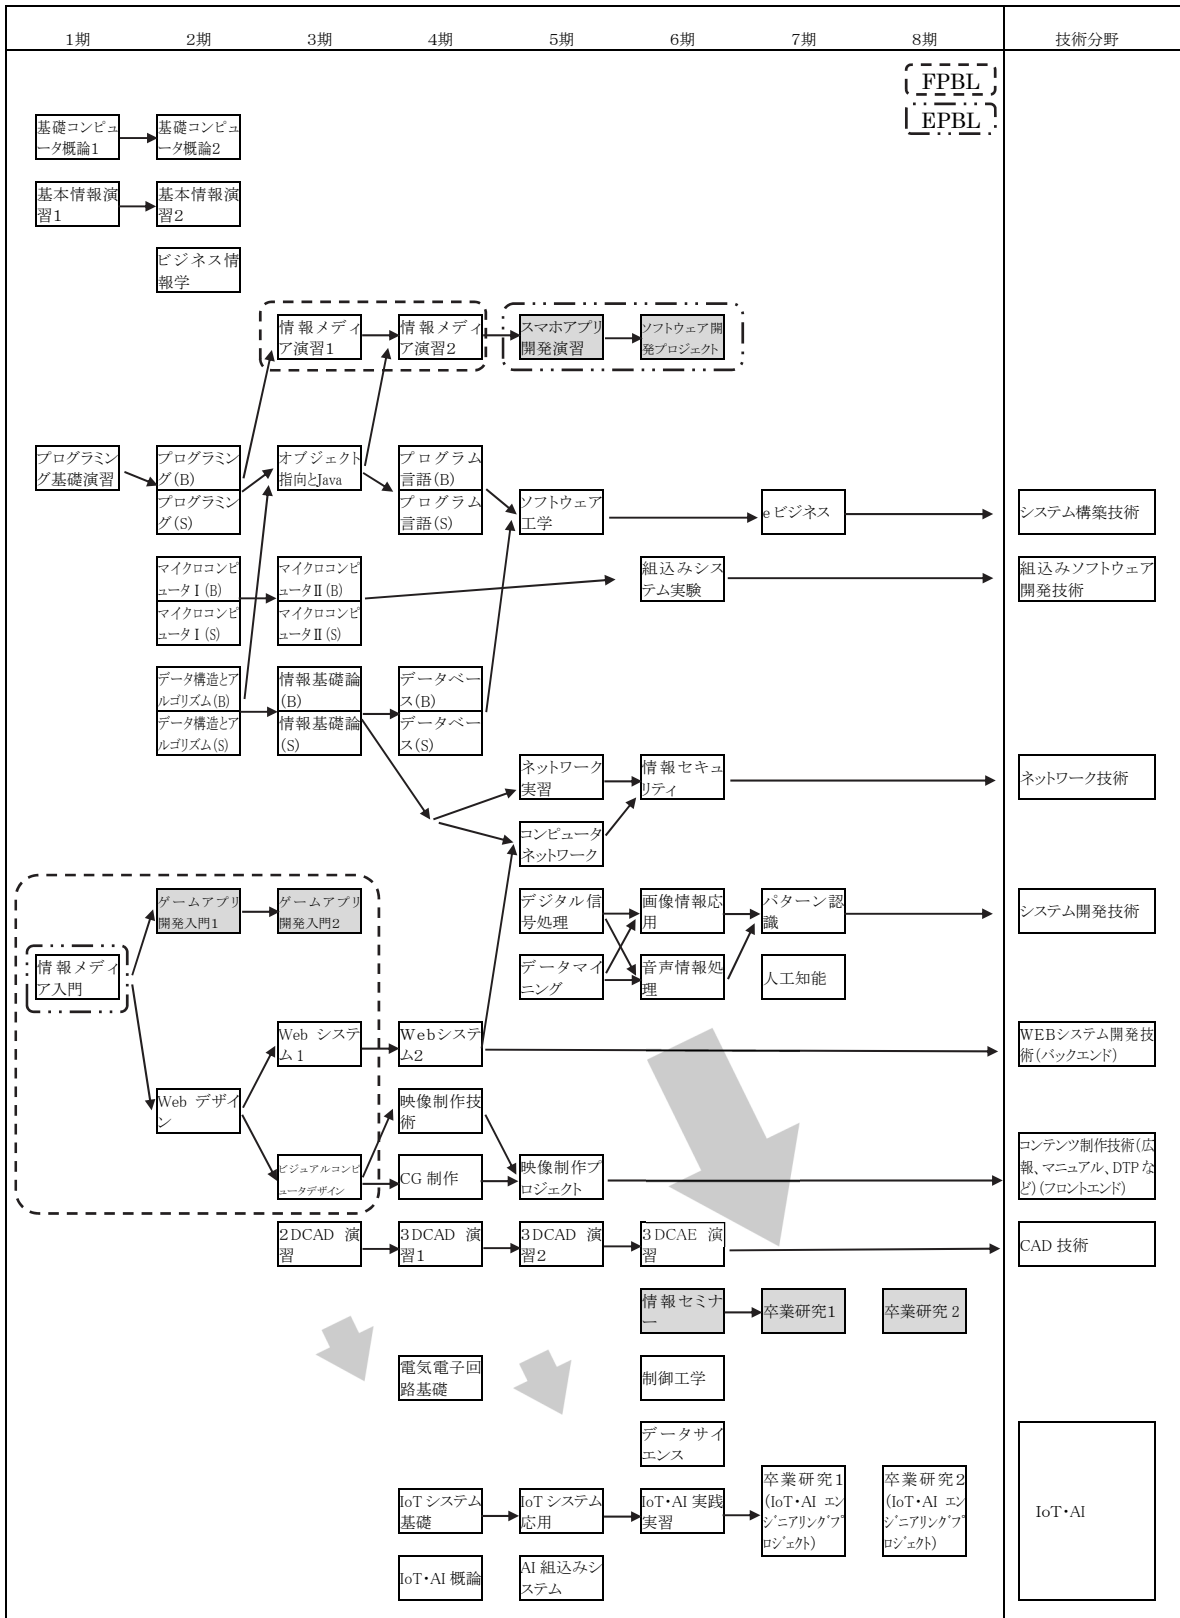 1期 2期 3期 4期 5期 6期 7期 8期 技術分野
FPBL
EPBL
基礎コンピュ
ータ概論1
基礎コンピュ
ータ概論2
基本情報演
習1
基本情報演
習2
ビジネス情
報学
情報メディ
ア演習1
情報メディ
ア演習2
スマホアプリ
開発演習
ソフトウェア開
発プロジェクト
プログラミン
グ基礎演習
プログラミン
グ(B)
プログラミン
グ(S)
オブジェクト
指向とJava
プログラム
言語(B)
プログラム
言語(S)
ソフトウェア
工学
eビジネス
システム構築技術
マイクロコンピ
ュータⅠ(B)
マイクロコンピ
ュータⅠ(S)
マイクロコンピ
ュータⅡ(B)
マイクロコンピ
ュータⅡ(S)
組込みシス
テム実験
組込みソフトウェア
開発技術
データ構造とア
ルゴリズム(B)
データ構造とア
ルゴリズム(S)
情報基礎論
(B)
情報基礎論
(S)
データベー
ス(B)
データベー
ス(S)
ネットワーク
実習
情報セキュ
リティ
ネットワーク技術
コンピュータ
ネットワーク
ゲームアプリ
開発入門1
ゲームアプリ
開発入門2
デジタル信
号処理
画像情報応
用
パターン認
識
システム開発技術
情報メディ
ア入門
データマイ
ニング
音声情報処
理
人工知能
Web システ
ム1
Webシステ
ム2
WEBシステム開発技
術(バックエンド)
Web デザイ
ン
映像制作技
術
ビジュアルコンピ
ュータデザイン
CG 制作
映像制作プ
ロジェクト
コンテンツ制作技術(広
報、マニュアル、DTPな
ど)(フロントエンド)
2DCAD 演
習
3DCAD 演
習1
3DCAD 演
習2
3DCAE 演
習
CAD 技術
情報セミナ
ー
卒業研究1
卒業研究 2
電気電子回
路基礎
制御工学
データサイ
エンス
IoT システム
基礎
IoT システム
応用
IoT・AI 実践
実習
卒業研究1
(IoT・AI エン
ジニアリングプ
ロジェクト)
卒業研究2
(IoT・AI エン
ジニアリングプ
ロジェクト)
IoT・AI
IoT・AI 概論
AI 組込みシ
ステム